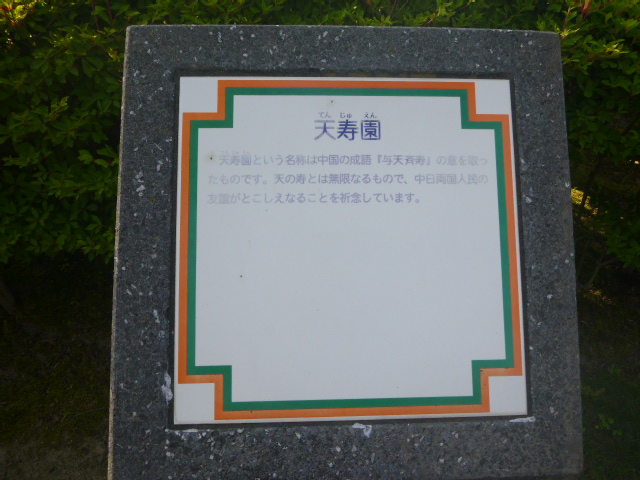 てんじゅえん
天寿園
天寿園という名称は中国の成語『与天斉寿』の意を取っ
たものです。天の寿とは無限なるもので、中日両国人民の
友誼がとこしえなることを祈念しています。